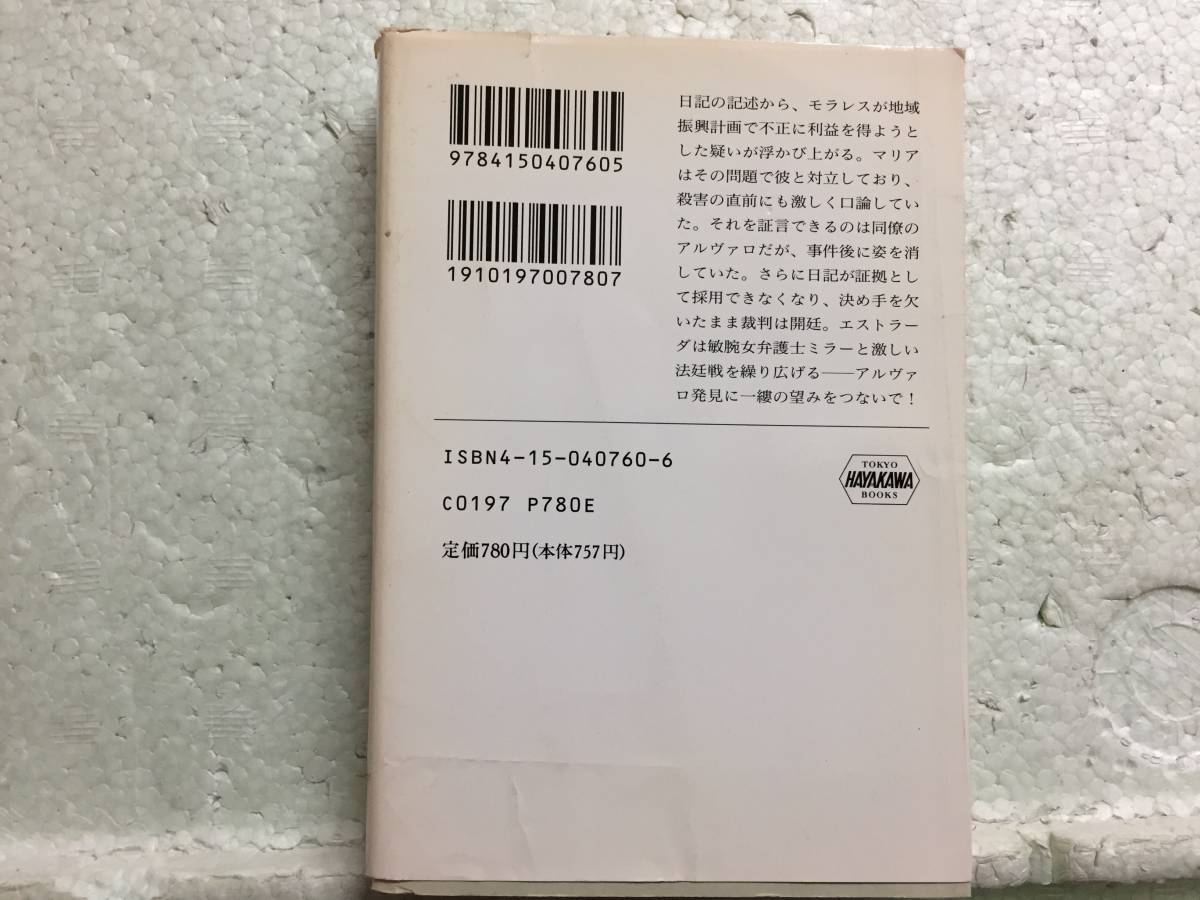 9784150407605
1910197007807
日記の記述から、モラレスが地域
振興計画で不正に利益を得ようと
した疑いが浮かび上がる。マリア
はその問題で彼と対立しており、
殺害の直前にも激しく口論してい
た。それを証言できるのは同僚の
アルヴァロだが、事件後に姿を消
していた。さらに日記が証拠とし
て採用できなくなり、決め手を欠
いたまま裁判は開廷。エストラー
ダは敏腕女弁護士ミラーと激しい
法廷戦を繰り広げる──アルヴァ
ロ発見に一縷の望みをつないで！
ISBN4-15-040760-6
C0197 P780E
定価780円(本体757円)
TOKYO
HAYAKAWA
BOOKS